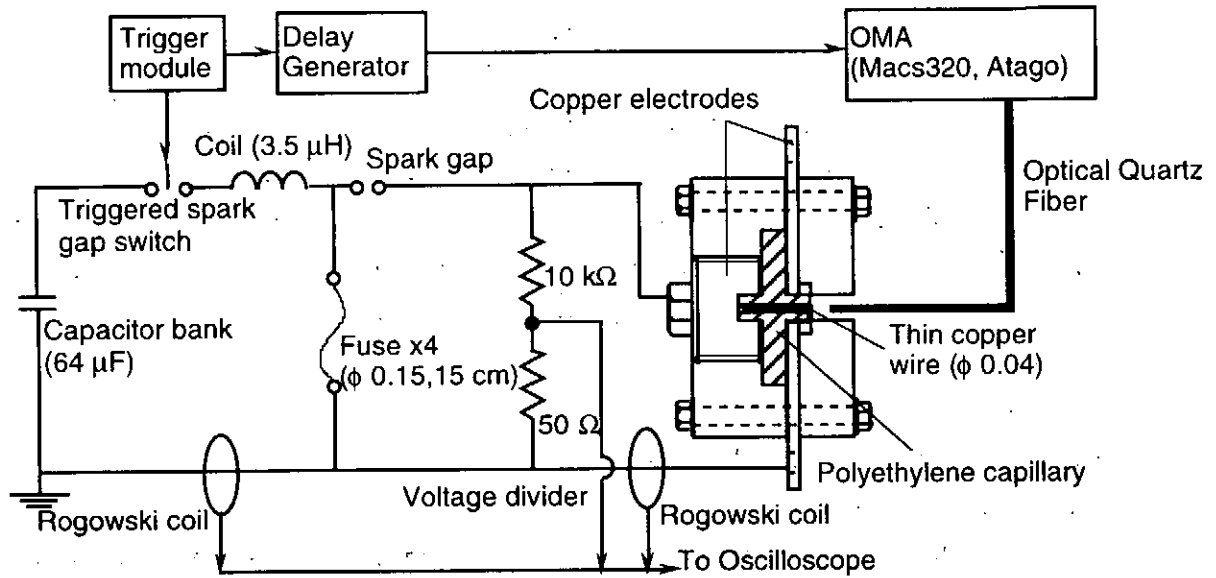 Trigger
module
Delay
Generator
OMA
(Macs320, Atago)
Copper electrodes
Coil (3.5 μH)
Spark gap
Optical Quartz
Fiber
Triggered spark
gap switch
10 kΩ
Capacitor bank
(64 μF)
Fuse x4
(ϕ 0.15,15 cm)
Thin copper
wire (ϕ 0.04)
50 Ω
Polyethylene capillary
Voltage divider
Rogowski coil
Rogowski coil
To Oscilloscope